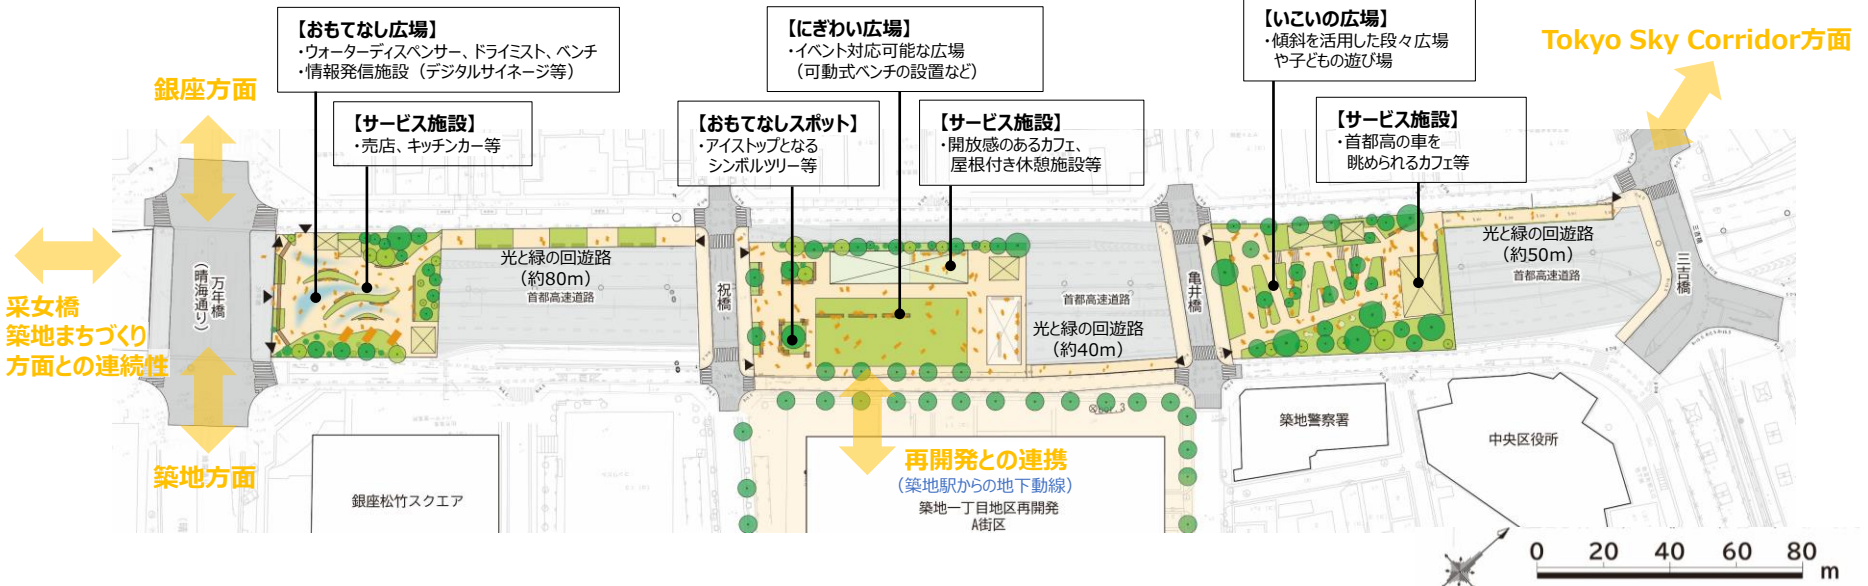 【おもてなし広場】
・ウォーターディスペンサー、ドライミスト、ベンチ
・情報発信施設（デジタルサイネージ等）
【にぎわい広場】
・イベント対応可能な広場
（可動式ベンチの設置など）
【いこいの広場】
・傾斜を活用した段々広場
や子どもの遊び場
Tokyo Sky Corridor方面
銀座方面
【サービス施設】
・売店、キッチンカー等
【おもてなしスポット】
・アイストップとなる
シンボルツリー等
【サービス施設】
・開放感のあるカフェ、
屋根付き休憩施設等
【サービス施設】
・首都高の車を
眺められるカフェ等
采女橋
築地まちづくり
方面との連続性
万年橋
（晴海通り）
光と緑の回遊路
（約80m）
首都高速道路
祝橋
首都高速道路
光と緑の回遊路
（約40m）
亀井橋
光と緑の回遊路
（約50m）
首都高速道路
三吉橋
三吉橋
築地方面
銀座松竹スクエア
再開発との連携
（築地駅からの地下動線）
築地一丁目地区再開発
A街区
築地警察署
中央区役所
0 20 40 60 80
m